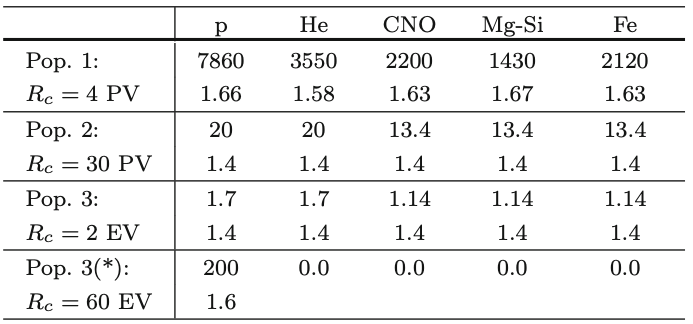 p He CNO Mg-Si Fe
Pop. 1: 7860 3550 2200 1430 2120
Rc = 4 PV 1.66 1.58 1.63 1.67 1.63
Pop. 2: 20 20 13.4 13.4 13.4
Rc = 30 PV 1.4 1.4 1.4 1.4 1.4
Pop. 3: 1.7 1.7 1.14 1.14 1.14
Rc = 2 EV 1.4 1.4 1.4 1.4 1.4
Pop. 3(*): 200 0.0 0.0 0.0 0.0
Rc = 60 EV 1.6